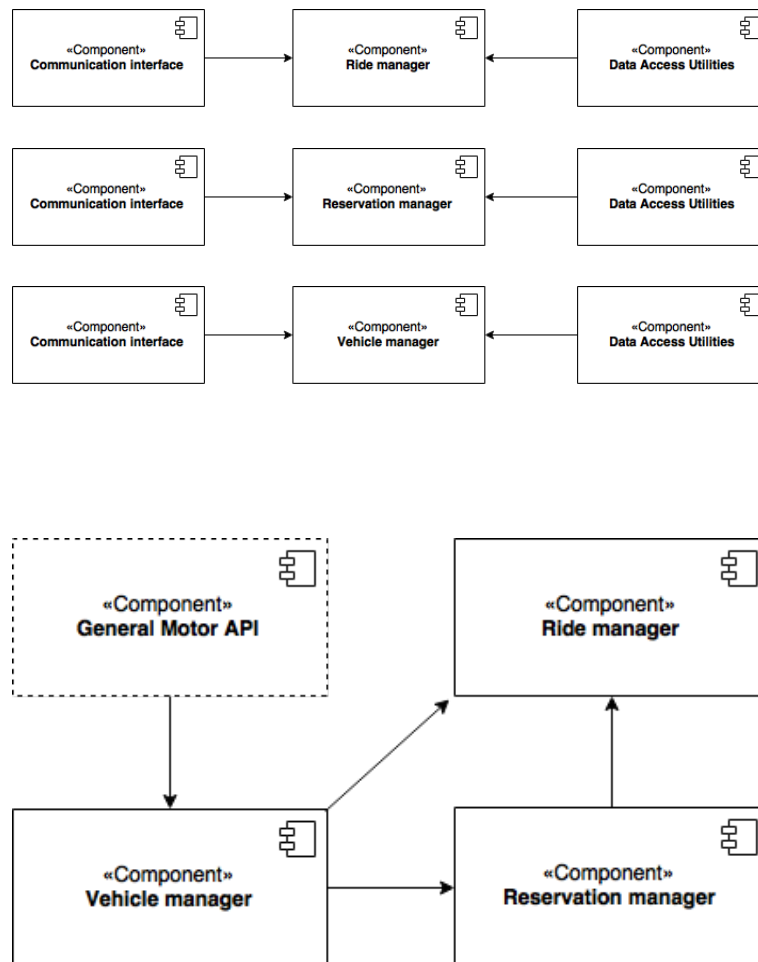 «Component» «Component» «Component»
Communication interface Ride manager Data Access Utilities
«Component» «Component» «Component»
Communication interface Reservation manager Data Access Utilities
«Component» «Component» «Component»
Communication interface Vehicle manager Data Access Utilities
«Component» «Component»
General Motor API Ride manager
«Component» «Component»
Vehicle manager Reservation manager